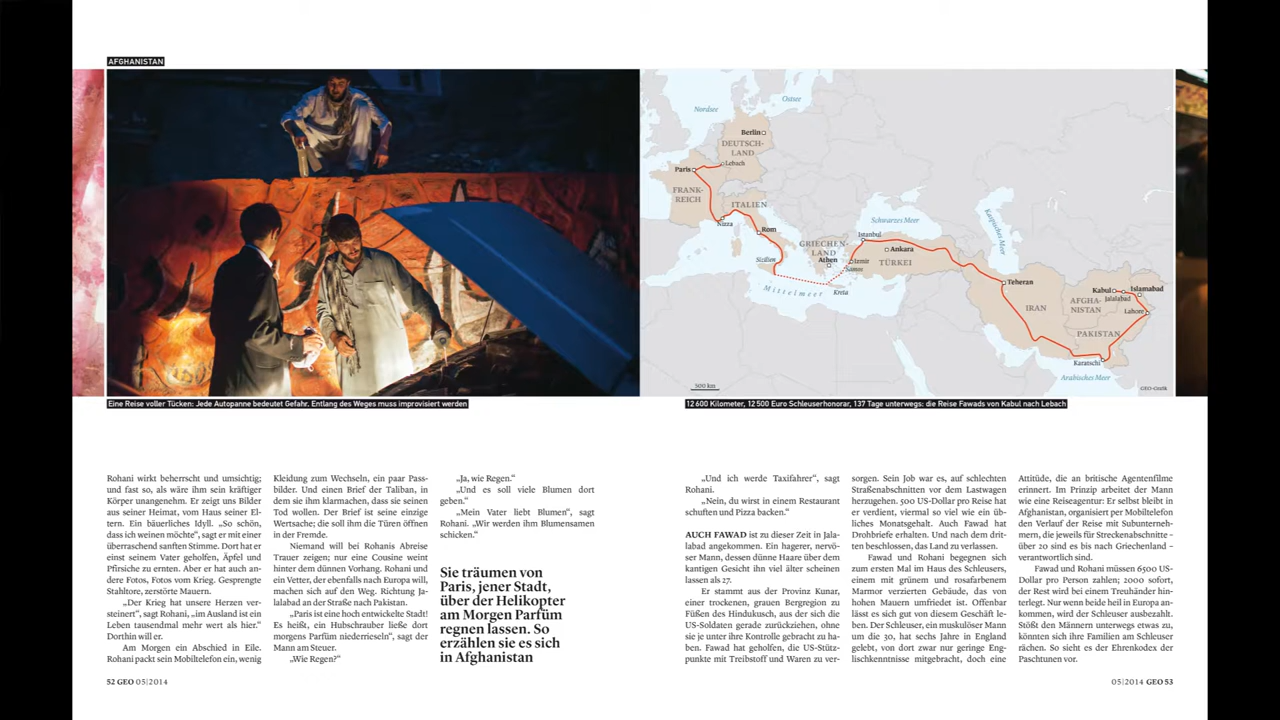 AFGHANISTAN
Nordsee
Ostsee
Berlin
DEUTSCH-
LAND
Lebach
Paris
FRANK-
REICH
ITALIEN
Nizza
Rom
Sizilien
Schwarzes Meer
Istanbul
GRIECHEN-
LAND
Athen
Izmir
Samos
Ankara
TÜRKEI
Kreta
Mittelmeer
Kaspisches Meer
Teheran
IRAN
Kabul
Islamabad
Jalalabad
AFGHA-
NISTAN
Lahore
PAKISTAN
Karatschi
Arabisches Meer
500 km
GEO-Grafik
Eine Reise voller Tücken: Jede Autopanne bedeutet Gefahr. Entlang des Weges muss improvisiert werden
12 600 Kilometer, 12 500 Euro Schleuserhonorar, 137 Tage unterwegs: die Reise Fawads von Kabul nach Lebach
Rohani wirkt beherrscht und umsichtig;
und fast so, als wäre ihm sein kräftiger
Körper unangenehm. Er zeigt uns Bilder
aus seiner Heimat, vom Haus seiner El-
tern. Ein bäuerliches Idyll. „So schön,
dass ich weinen möchte“, sagt er mit einer
überraschend sanften Stimme. Dort hat er
einst seinem Vater geholfen, Äpfel und
Pfirsiche zu ernten. Aber er hat auch an-
dere Fotos, Fotos vom Krieg. Gesprengte
Stahltore, zerstörte Mauern.
„Der Krieg hat unsere Herzen ver-
steinert“, sagt Rohani, „im Ausland ist ein
Leben tausendmal mehr wert als hier.“
Dorthin will er.
Am Morgen ein Abschied in Eile.
Rohani packt sein Mobiltelefon ein, wenig
Kleidung zum Wechseln, ein paar Pass-
bilder. Und einen Brief der Taliban, in
dem sie ihm klarmachen, dass sie seinen
Tod wollen. Der Brief ist seine einzige
Wertsache; die soll ihm die Türen öffnen
in der Fremde.
Niemand will bei Rohanis Abreise
Trauer zeigen; nur eine Cousine weint
hinter dem dünnen Vorhang. Rohani und
ein Vetter, der ebenfalls nach Europa will,
machen sich auf den Weg. Richtung Ja-
lalabad an der Straße nach Pakistan.
„Paris ist eine hoch entwickelte Stadt!
Es heißt, ein Hubschrauber ließe dort
morgens Parfüm niederrieseln“, sagt der
Mann am Steuer.
„Wie Regen?“
„Ja, wie Regen.“
„Und es soll viele Blumen dort
geben.“
„Mein Vater liebt Blumen“, sagt
Rohani. „Wir werden ihm Blumensamen
schicken.“
Sie träumen von
Paris, jener Stadt,
über der Helikopter
am Morgen Parfüm
regnen lassen. So
erzählen sie es sich
in Afghanistan
„Und ich werde Taxifahrer“, sagt
Rohani.
„Nein, du wirst in einem Restaurant
schuften und Pizza backen.“
AUCH FAWAD ist zu dieser Zeit in Jala-
labad angekommen. Ein hagerer, nervö-
ser Mann, dessen dünne Haare über dem
kantigen Gesicht ihn viel älter scheinen
lassen als 27.
Er stammt aus der Provinz Kunar,
einer trockenen, grauen Bergregion zu
Füßen des Hindukusch, aus der sich die
US-Soldaten gerade zurückziehen, ohne
sie je unter ihre Kontrolle gebracht zu ha-
ben. Fawad hat geholfen, die US-Stütz-
punkte mit Treibstoff und Waren zu ver-
sorgen. Sein Job war es, auf schlechten
Straßenabschnitten vor dem Lastwagen
herzugehen. 500 US-Dollar pro Reise hat
er verdient, viermal so viel wie ein üb-
liches Monatsgehalt. Auch Fawad hat
Drohbriefe erhalten. Und nach dem drit-
ten beschlossen, das Land zu verlassen.
Fawad und Rohani begegnen sich
zum ersten Mal im Haus des Schleusers,
einem mit grünem und rosafarbenem
Marmor verzierten Gebäude, das von
hohen Mauern umfriedet ist. Offenbar
lässt es sich gut von diesem Geschäft le-
ben. Der Schleuser, ein muskulöser Mann
um die 30, hat sechs Jahre in England
gelebt, von dort zwar nur geringe Eng-
lischkenntnisse mitgebracht, doch eine
Attitüde, die an britische Agentenfilme
erinnert. Im Prinzip arbeitet der Mann
wie eine Reiseagentur: Er selbst bleibt in
Afghanistan, organisiert per Mobiltelefon
den Verlauf der Reise mit Subunterneh-
mern, die jeweils für Streckenabschnitte –
über 20 sind es bis nach Griechenland –
verantwortlich sind.
Fawad und Rohani müssen 6500 US-
Dollar pro Person zahlen; 2000 sofort,
der Rest wird bei einem Treuhänder hin-
terlegt. Nur wenn beide heil in Europa an-
kommen, wird der Schleuser ausbezahlt.
Stößt den Männern unterwegs etwas zu,
könnten sich ihre Familien am Schleuser
rächen. So sieht es der Ehrenkodex der
Paschtunen vor.
52 GEO 05|2014
05|2014 GEO 53